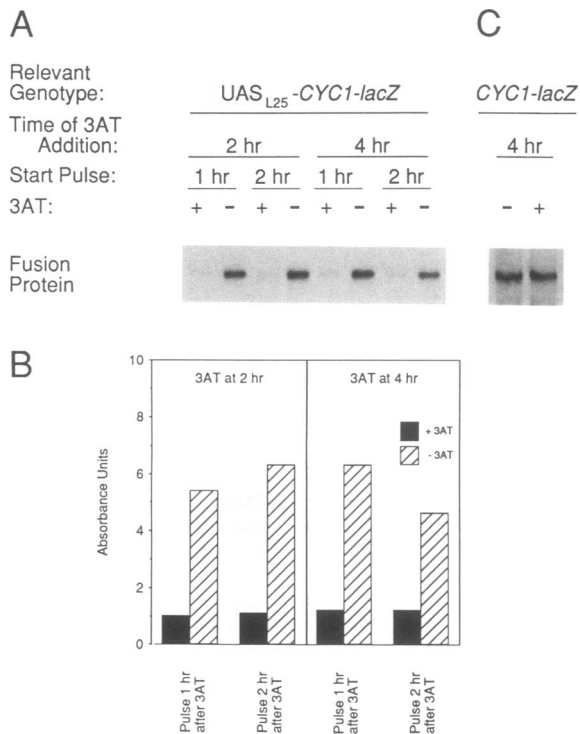 A
C
Relevant
Genotype:
UAS L25 -CYC1-lacZ
CYC1-lacZ
Time of 3AT
Addition:
2 hr
4 hr
4 hr
Start Pulse:
1 hr
2 hr
1 hr
2 hr
3AT:
+ - + - + - + -
- +
Fusion
Protein
B
10
8
6
4
2
0
Absorbance Units
3AT at 2 hr
3AT at 4 hr
+ 3AT
- 3AT
Pulse 1 hr
after 3AT
Pulse 2 hr
after 3AT
Pulse 1 hr
after 3AT
Pulse 2 hr
after 3AT